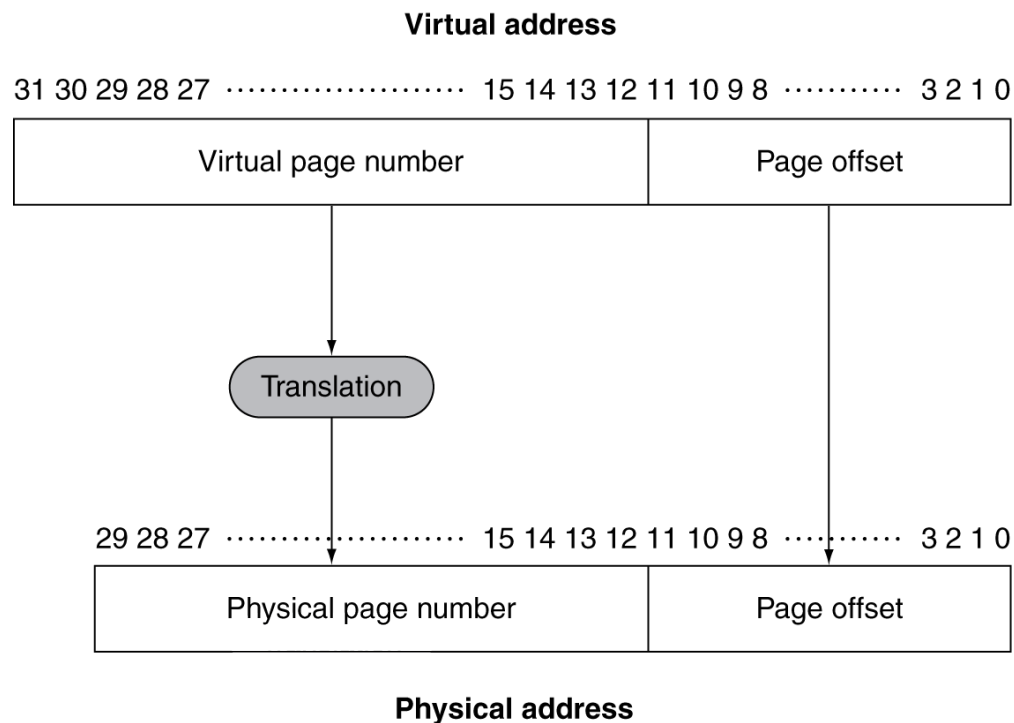 Virtual address
31 30 29 28 27 ······················ 15 14 13 12 11 10 9 8 ··········· 3 2 1 0
Virtual page number Page offset
Translation
29 28 27 ······················ 15 14 13 12 11 10 9 8 ··········· 3 2 1 0
Physical page number Page offset
Physical address